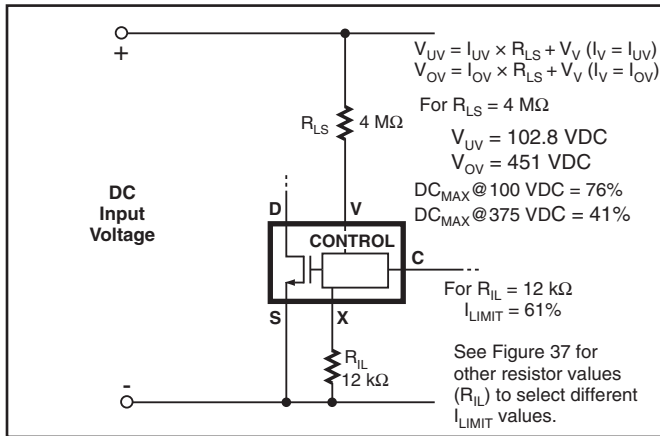 +
V_UV = I_UV × R_LS + V_V (I_V = I_UV)
V_OV = I_OV × R_LS + V_V (I_V = I_OV)
For R_LS = 4 MΩ
R_LS
4 MΩ
V_UV = 102.8 VDC
V_OV = 451 VDC
DC_MAX@100 VDC = 76%
DC_MAX@375 VDC = 41%
DC
Input
Voltage
D
V
CONTROL
C
S
X
For R_IL = 12 kΩ
I_LIMIT = 61%
R_IL
12 kΩ
See Figure 37 for
other resistor values
(R_IL) to select different
I_LIMIT values.
-